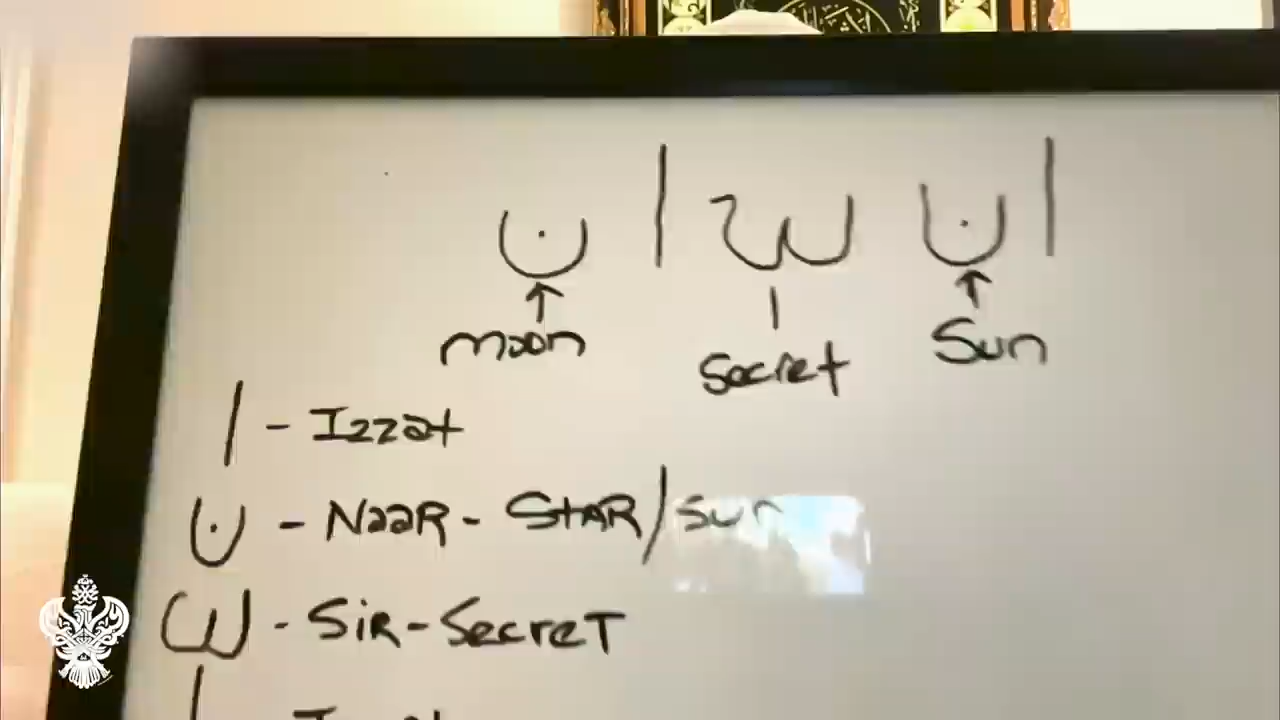 ا ن س ا ن
Moon Secret Sun
ا - Izzat
ن - Naar - Star/Sun
س - Sir - Secret
ا